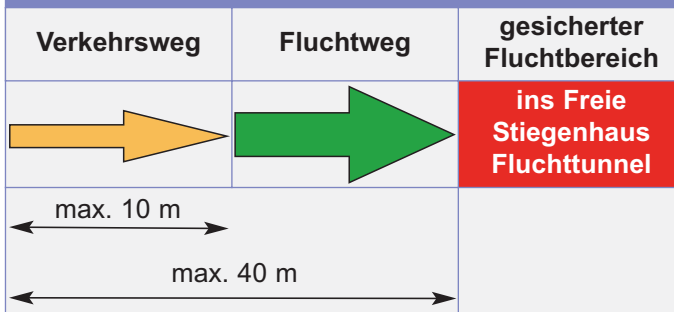 Verkehrsweg
Fluchtweg
gesicherter
Fluchtbereich
ins Freie
Stiegenhaus
Fluchttunnel
max. 10 m
max. 40 m